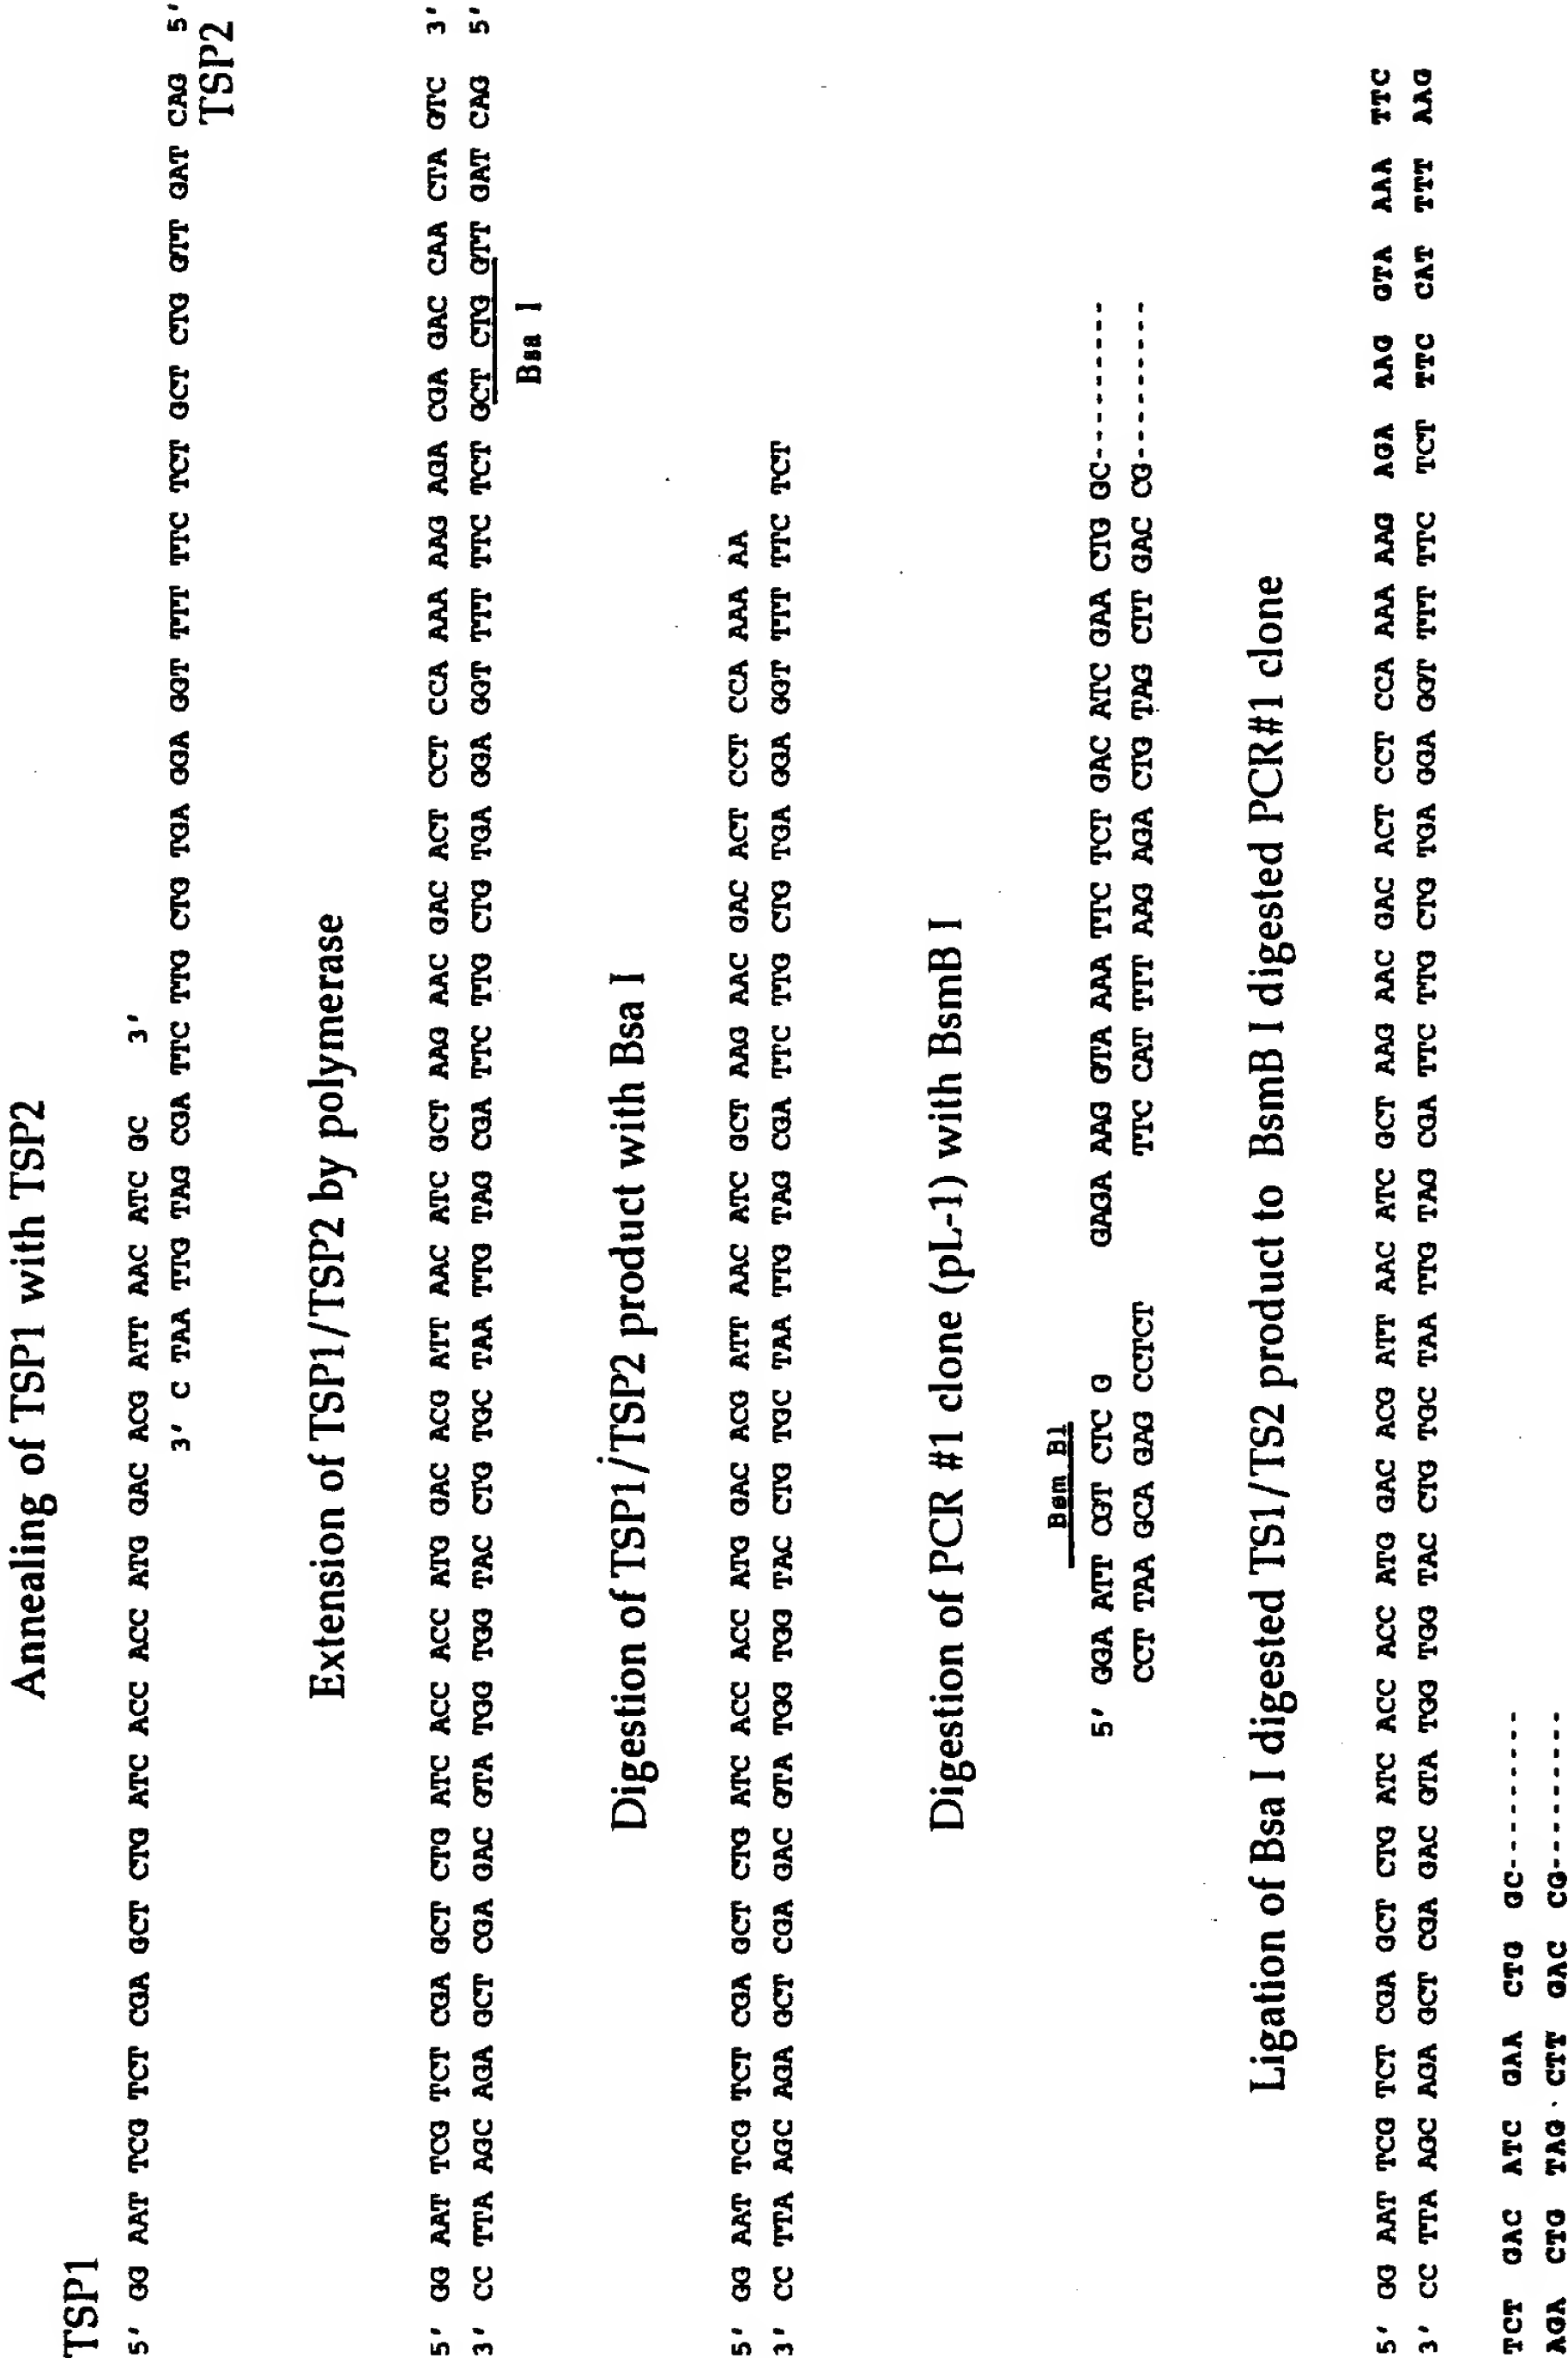 Annealing of TSP1 with TSP2
TSP1
5' GG AAT TCG TCT CGA GCT CTG ATC ACC ACC ATG GAC ACG ATT AAC ATC GC 3'
3' C TAA TTG TAG CGA TTC TTG CTG TGA GGA GGT TTT TTC TCT GCT CTG GTT GAT CAG 5'
TSP2
Extension of TSP1/TSP2 by polymerase
5' GG AAT TCG TCT CGA GCT CTG ATC ACC ACC ATG GAC ACG ATT AAC ATC GCT AAG AAC GAC ACT CCT CCA AAA AAG AGA CGA GAC CAA CTA GTC 3'
3' CC TTA AGC AGA GCT CGA GAC GTA TGG TGG TAC CTG TGC TAA TTG TAG CGA TTC TTG CTG TGA GGA GGT TTT TTC TCT GCT CTG GTT GAT CAG 5'
Bsa I
Digestion of TSP1/TSP2 product with Bsa I
5' GG AAT TCG TCT CGA GCT CTG ATC ACC ACC ATG GAC ACG ATT AAC ATC GCT AAG AAC GAC ACT CCT CCA AAA AA
3' CC TTA AGC AGA GCT CGA GAC GTA TGG TGG TAC CTG TGC TAA TTG TAG CGA TTC TTG CTG TGA GGA GGT TTT TTC TCT
Digestion of PCR #1 clone (pL-1) with BsmB I
Bsm B1
5' GGA ATT CGT CTC G GAGA AAG GTA AAA TTC TCT GAC ATC GAA CTG GC---------
CCT TAA GCA GAG CCTCT TTC CAT TTT AAG AGA CTG TAG CTT GAC CG---------
Ligation of Bsa I digested TS1/TS2 product to BsmB I digested PCR#1 clone
5' GG AAT TCG TCT CGA GCT CTG ATC ACC ACC ATG GAC ACG ATT AAC ATC GCT AAG AAC GAC ACT CCT CCA AAA AAG AGA AAG GTA AAA TTC
3' CC TTA AGC AGA GCT CGA GAC GTA TGG TGG TAC CTG TGC TAA TTG TAG CGA TTC TTG CTG TGA GGA GGT TTT TTC TCT TTC CAT TTT AAG
TCT GAC ATC GAA CTG GC---------
AGA CTG TAG CTT GAC CG---------